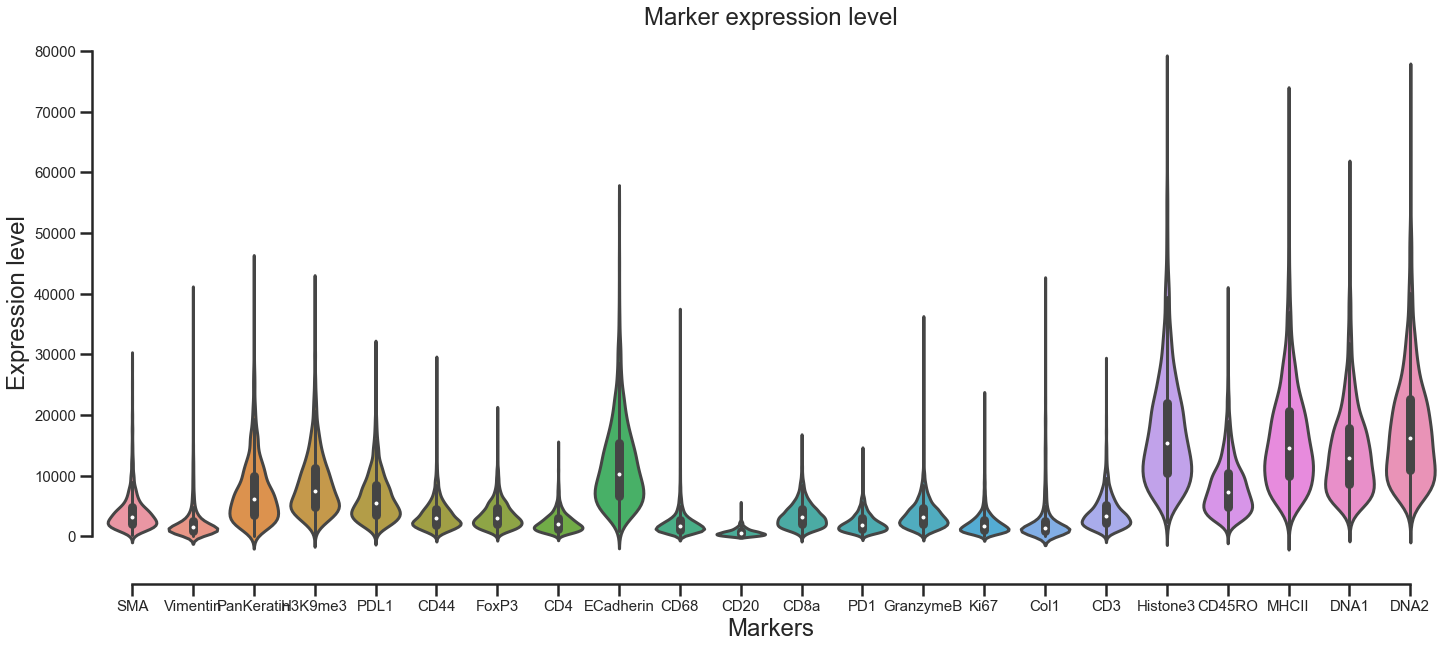 Marker expression level
Expression level
80000
70000
60000
50000
40000
30000
20000
10000
0
SMA Vimentin PanKeratin H3K9me3 PDL1 CD44 FoxP3 CD4 ECadherin CD68 CD20 CD8a PD1 GranzymeB Ki67 Col1 CD3 Histone3 CD45RO MHCII DNA1 DNA2
Markers